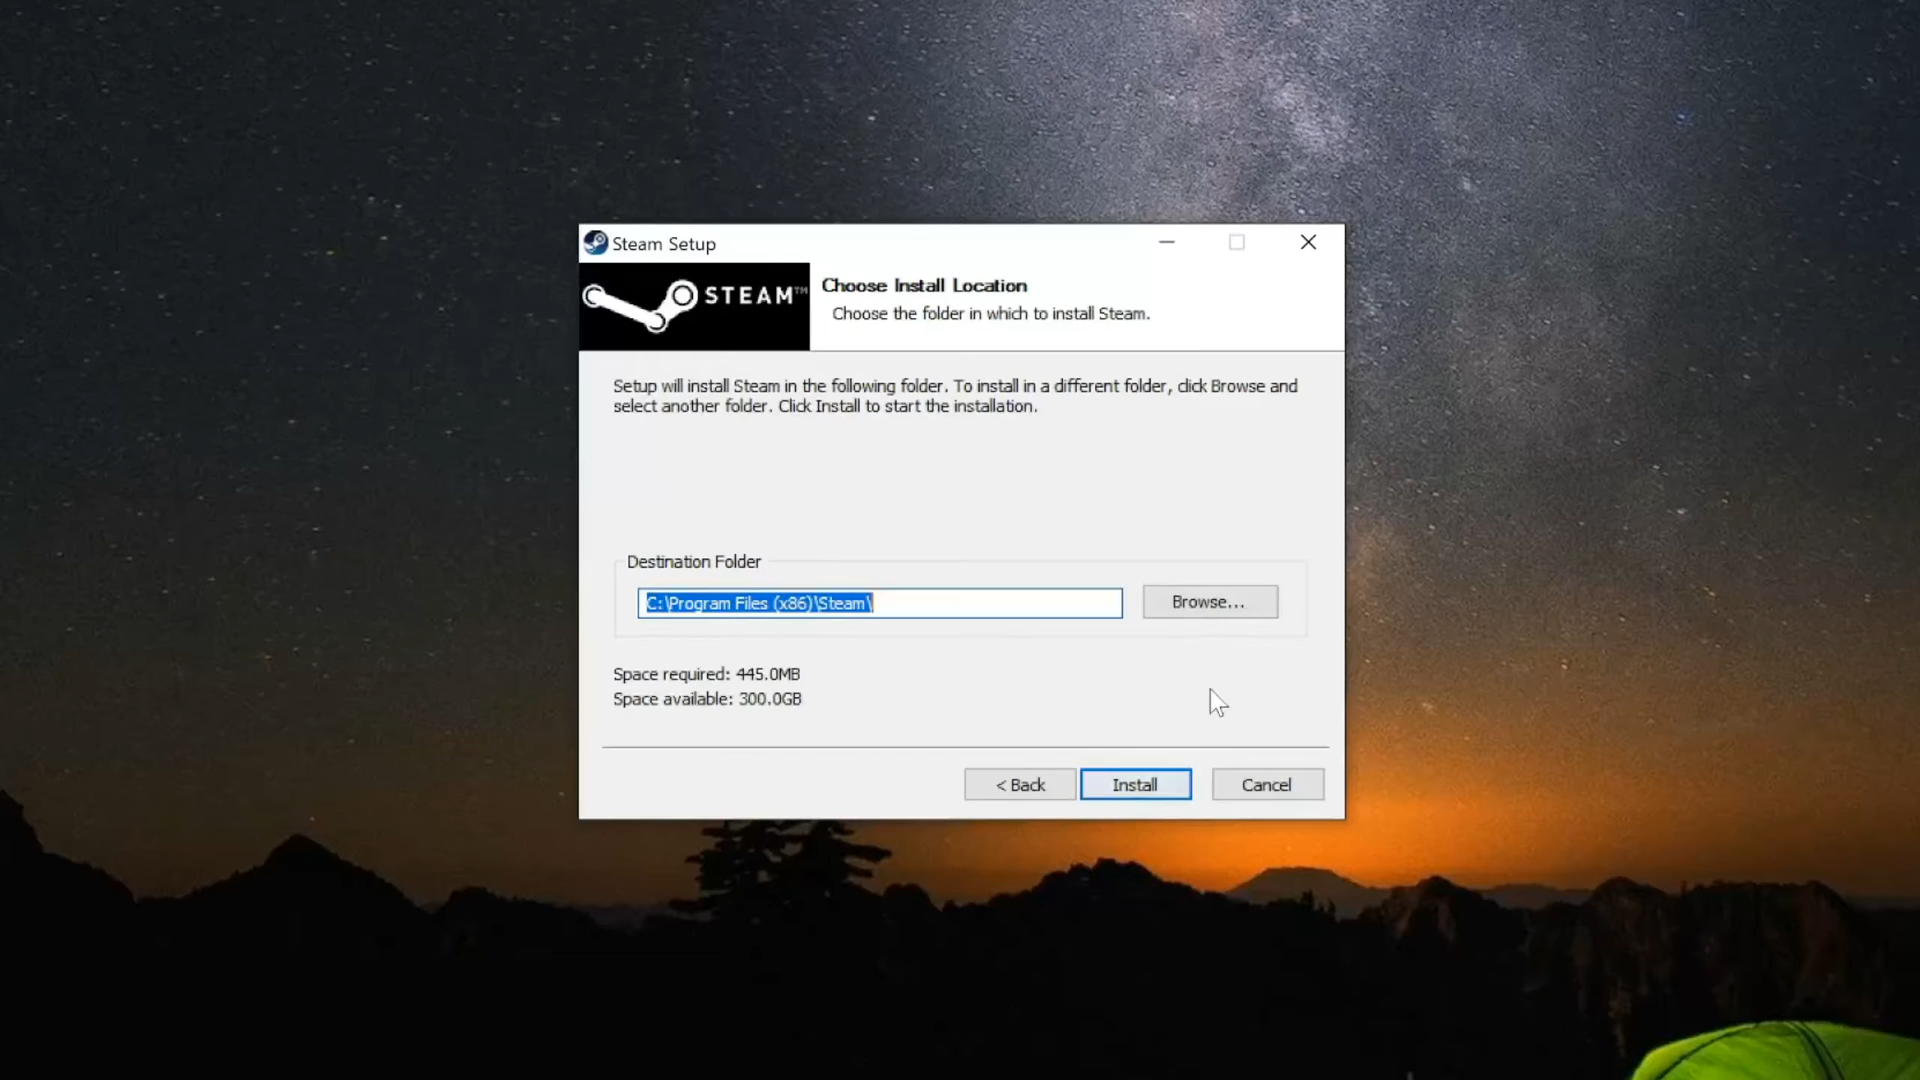 Steam Setup
STEAM™
Choose Install Location
Choose the folder in which to install Steam.
Setup will install Steam in the following folder. To install in a different folder, click Browse and
select another folder. Click Install to start the installation.
Destination Folder
C:\Program Files (x86)\Steam\
Browse...
Space required: 445.0MB
Space available: 300.0GB
< Back
Install
Cancel